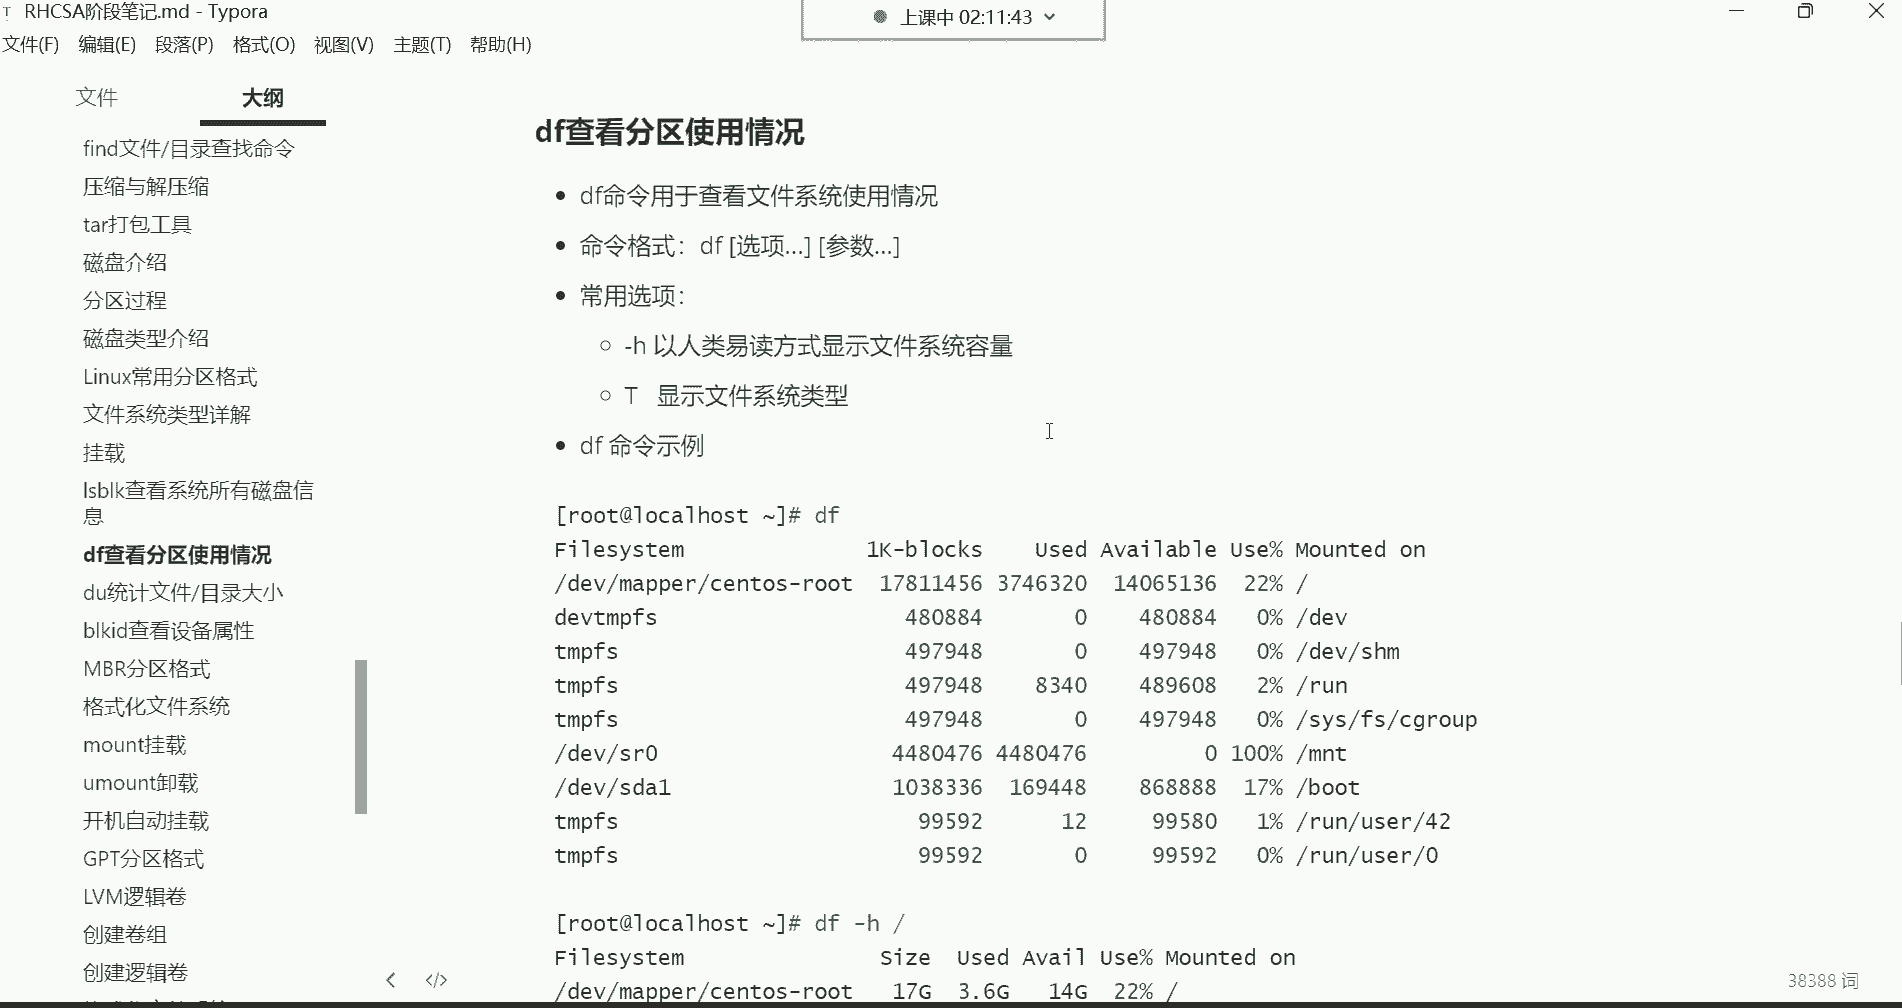 RHCSA阶段笔记.md - Typora
上课中 02:11:43
文件(F) 编辑(E) 段落(P) 格式(O) 视图(V) 主题(T) 帮助(H)
文件 大纲
find文件/目录查找命令
压缩与解压缩
tar打包工具
磁盘介绍
分区过程
磁盘类型介绍
Linux常用分区格式
文件系统类型详解
挂载
lsblk查看系统所有磁盘信
息
df查看分区使用情况
du统计文件/目录大小
blkid查看设备属性
MBR分区格式
格式化文件系统
mount挂载
umount卸载
开机自动挂载
GPT分区格式
LVM逻辑卷
创建卷组
创建逻辑卷
df查看分区使用情况
df命令用于查看文件系统使用情况
命令格式：df [选项...] [参数...]
常用选项：
-h 以人类易读方式显示文件系统容量
T 显示文件系统类型
df 命令示例
[root@localhost ~]# df
Filesystem 1K-blocks Used Available Use% Mounted on
/dev/mapper/centos-root 17811456 3746320 14065136 22% /
devtmpfs 480884 0 480884 0% /dev
tmpfs 497948 0 497948 0% /dev/shm
tmpfs 497948 8340 489608 2% /run
tmpfs 497948 0 497948 0% /sys/fs/cgroup
/dev/sr0 4480476 4480476 0 100% /mnt
/dev/sda1 1038336 169448 868888 17% /boot
tmpfs 99592 12 99580 1% /run/user/42
tmpfs 99592 0 99592 0% /run/user/0
[root@localhost ~]# df -h /
Filesystem Size Used Avail Use% Mounted on
/dev/mapper/centos-root 17G 3.6G 14G 22% /
38388 词